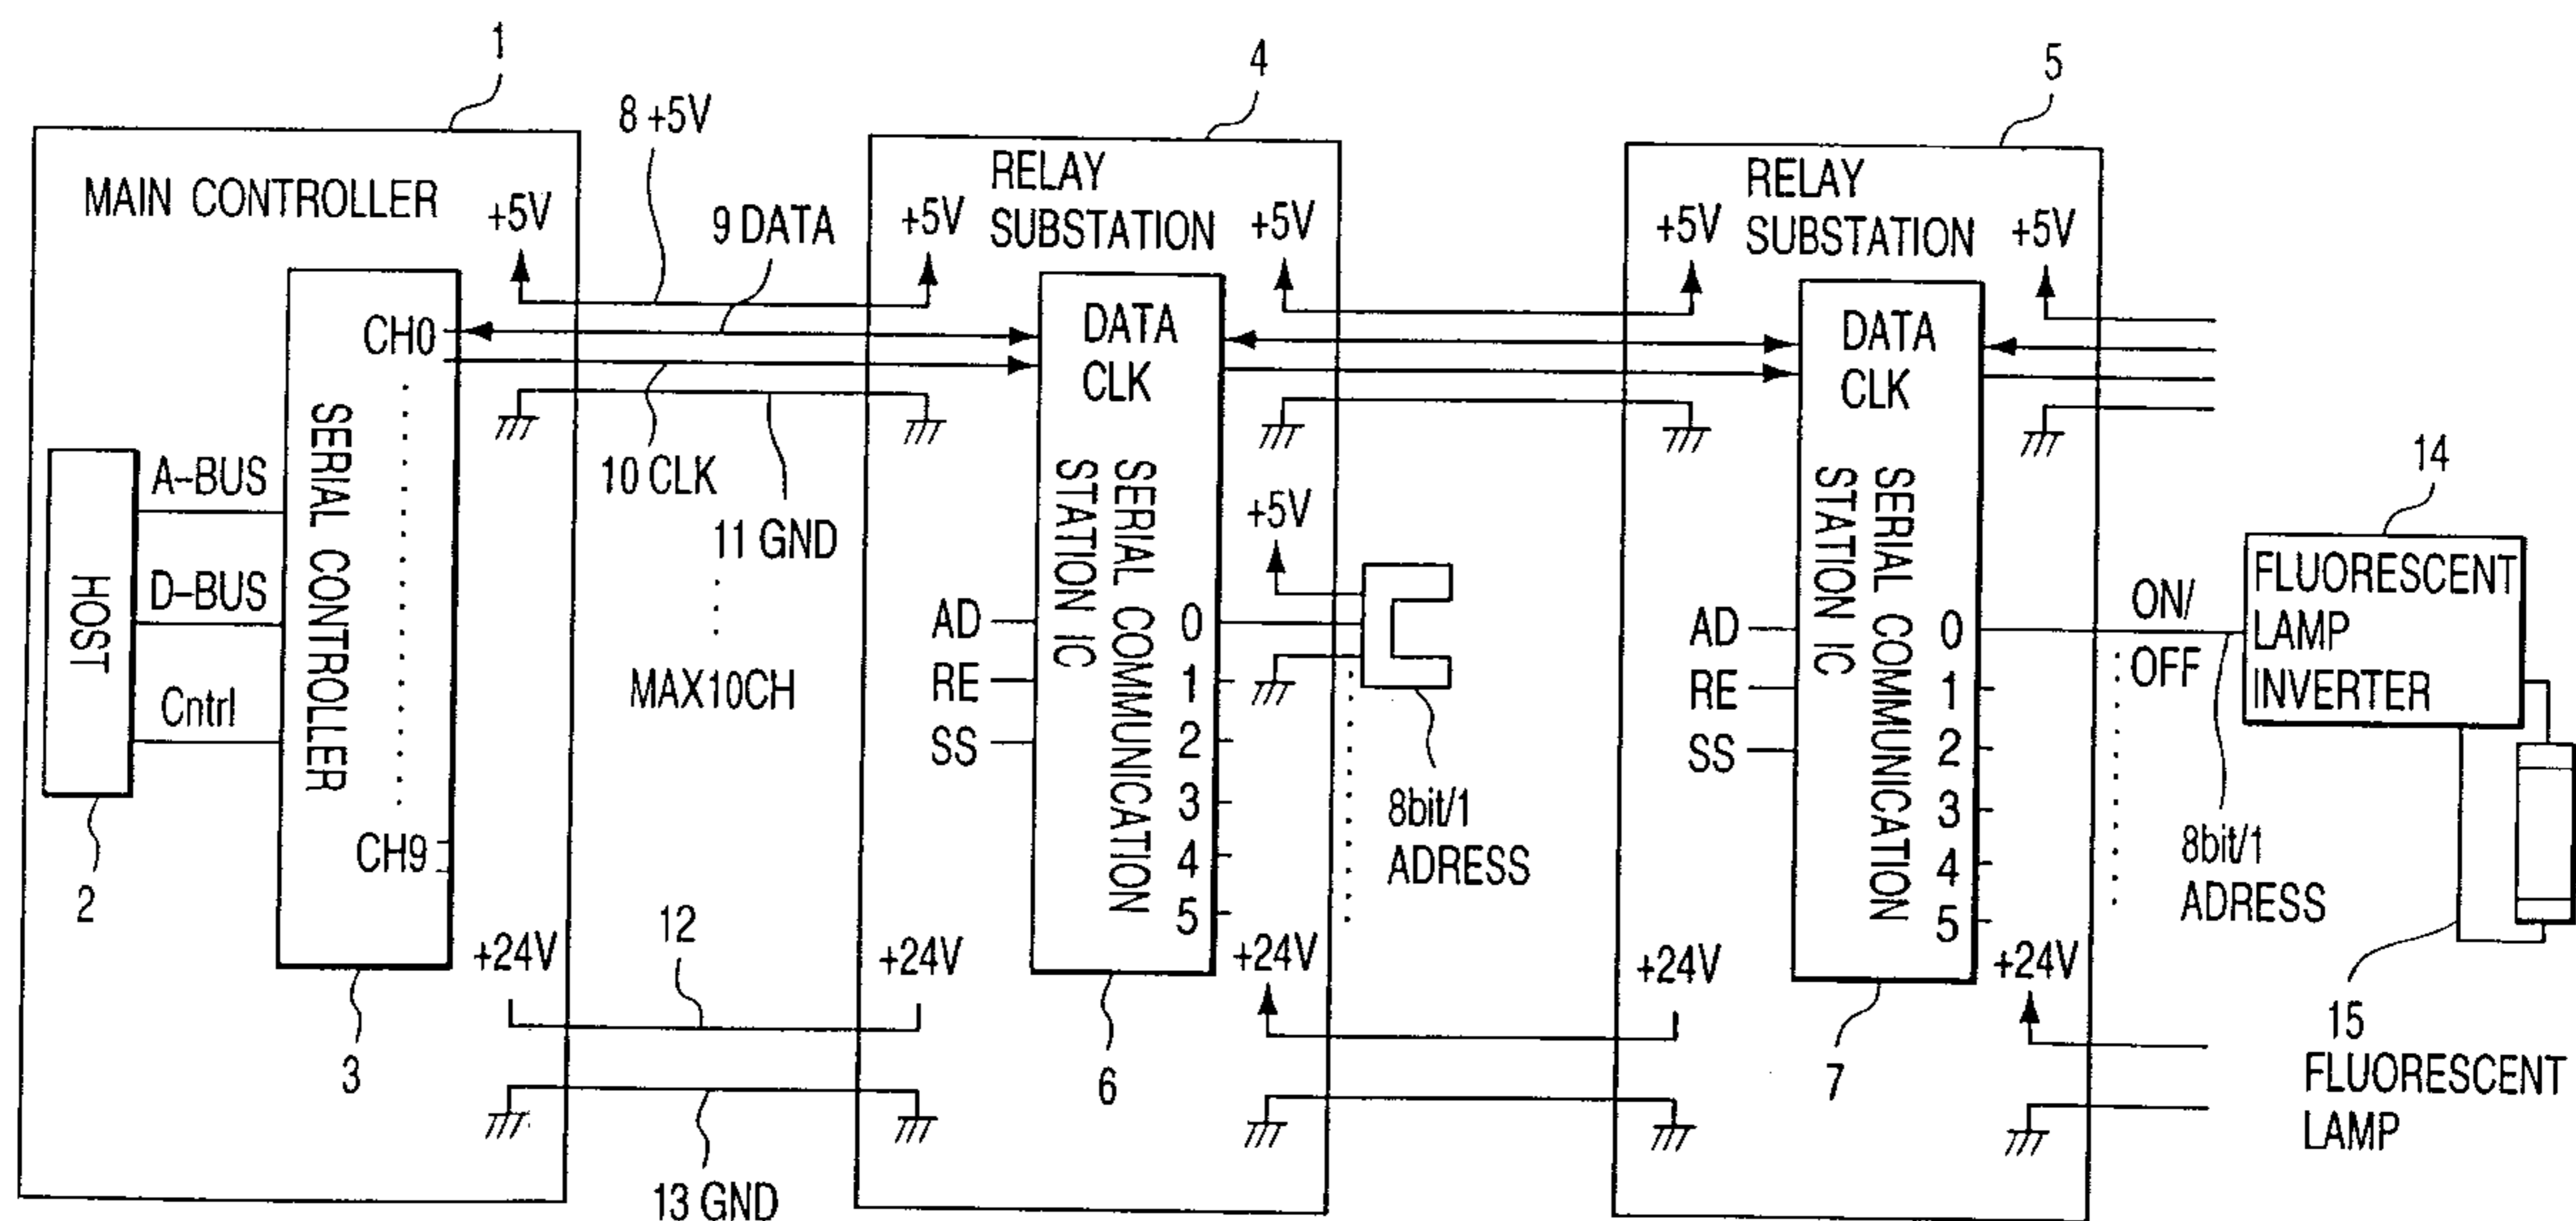 1
MAIN CONTROLLER
+5V
SERIAL CONTROLLER
CH0
CH9
HOST
A-BUS
D-BUS
Cntrl
2
3
+24V
8 +5V
9 DATA
10 CLK
11 GND
MAX10CH
12
13 GND
4
RELAY
SUBSTATION
+5V
+5V
DATA
CLK
SERIAL COMMUNICATION
STATION IC
AD
RE
SS
0
1
2
3
4
5
+5V
8bit/1
ADRESS
+24V
+24V
6
5
RELAY
SUBSTATION
+5V
+5V
DATA
CLK
SERIAL COMMUNICATION
STATION IC
AD
RE
SS
0
1
2
3
4
5
+24V
+24V
7
ON/
OFF
8bit/1
ADRESS
14
FLUORESCENT
LAMP
INVERTER
15
FLUORESCENT
LAMP